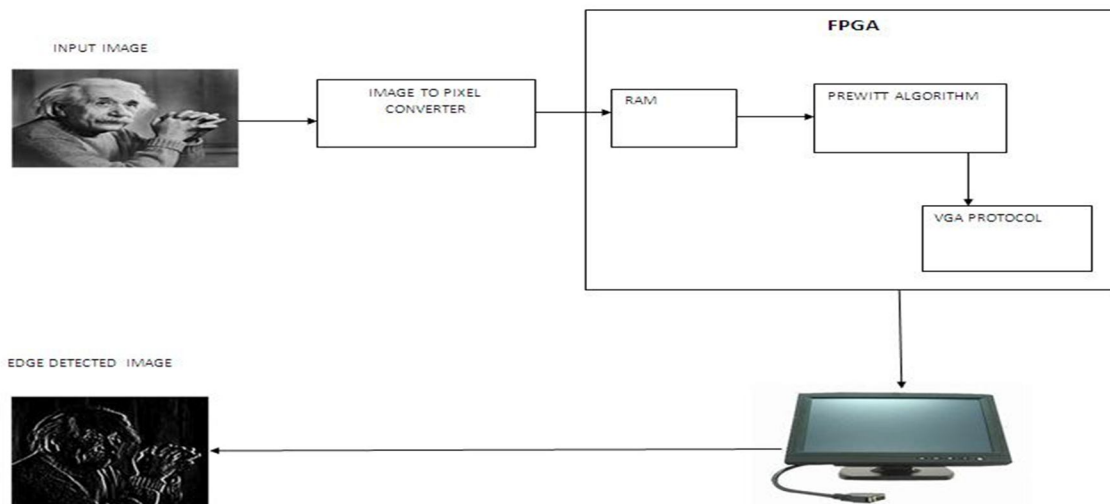 FPGA
INPUT IMAGE
IMAGE TO PIXEL
CONVERTER
RAM
PREWITT ALGORITHM
VGA PROTOCOL
EDGE DETECTED IMAGE